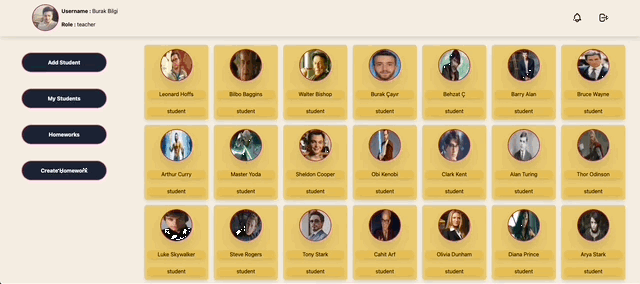 Username : Burak Bilgi
Role : teacher
Add Student
My Students
Homeworks
Create Homework
Leonard Hoffs
student
Bilbo Baggins
student
Walter Bishop
student
Burak Çayır
student
Behzat Ç
student
Barry Alan
student
Bruce Wayne
student
Arthur Curry
student
Master Yoda
student
Sheldon Cooper
student
Obi Kenobi
student
Clark Kent
student
Alan Turing
student
Thor Odinson
student
Luke Skywalker
student
Steve Rogers
student
Tony Stark
student
Cahit Arf
student
Olivia Dunham
student
Diana Prince
student
Arya Stark
student